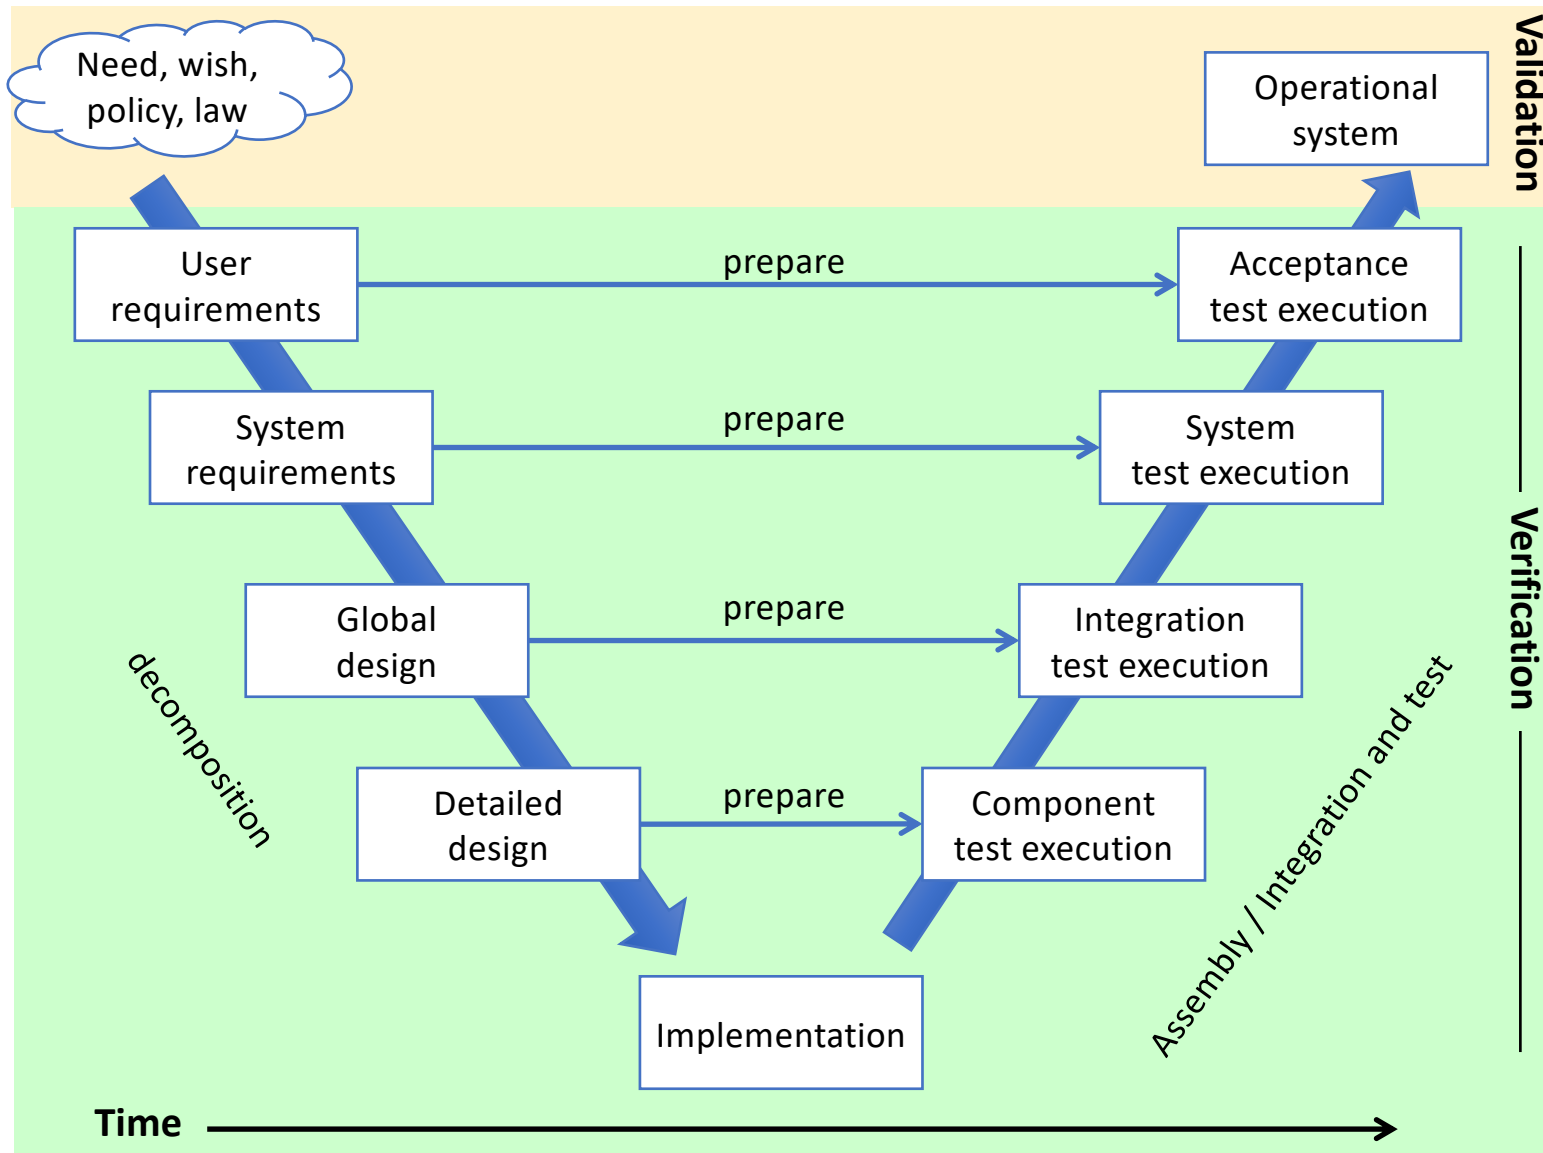 Need, wish,
policy, law
Operational
system
Validation
User
requirements
prepare
Acceptance
test execution
System
requirements
prepare
System
test execution
Verification
Global
design
prepare
Integration
test execution
decomposition
Detailed
design
prepare
Component
test execution
Assembly / Integration and test
Implementation
Time